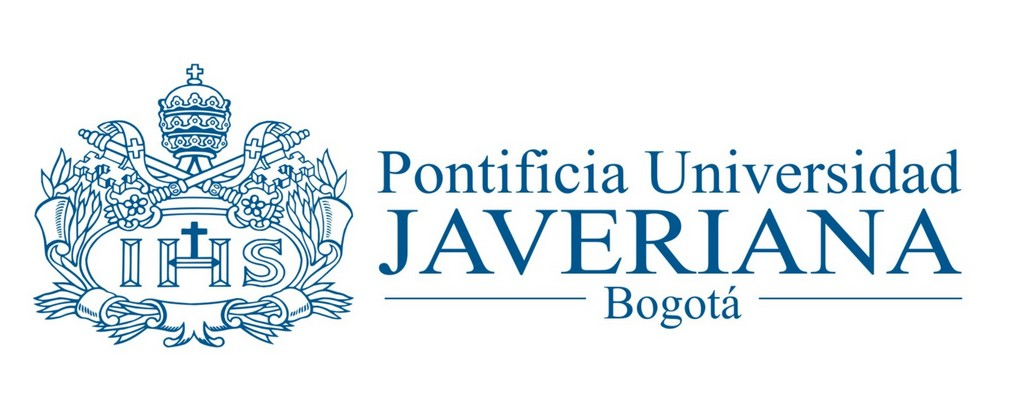 IHS
Pontificia Universidad
JAVERIANA
Bogotá